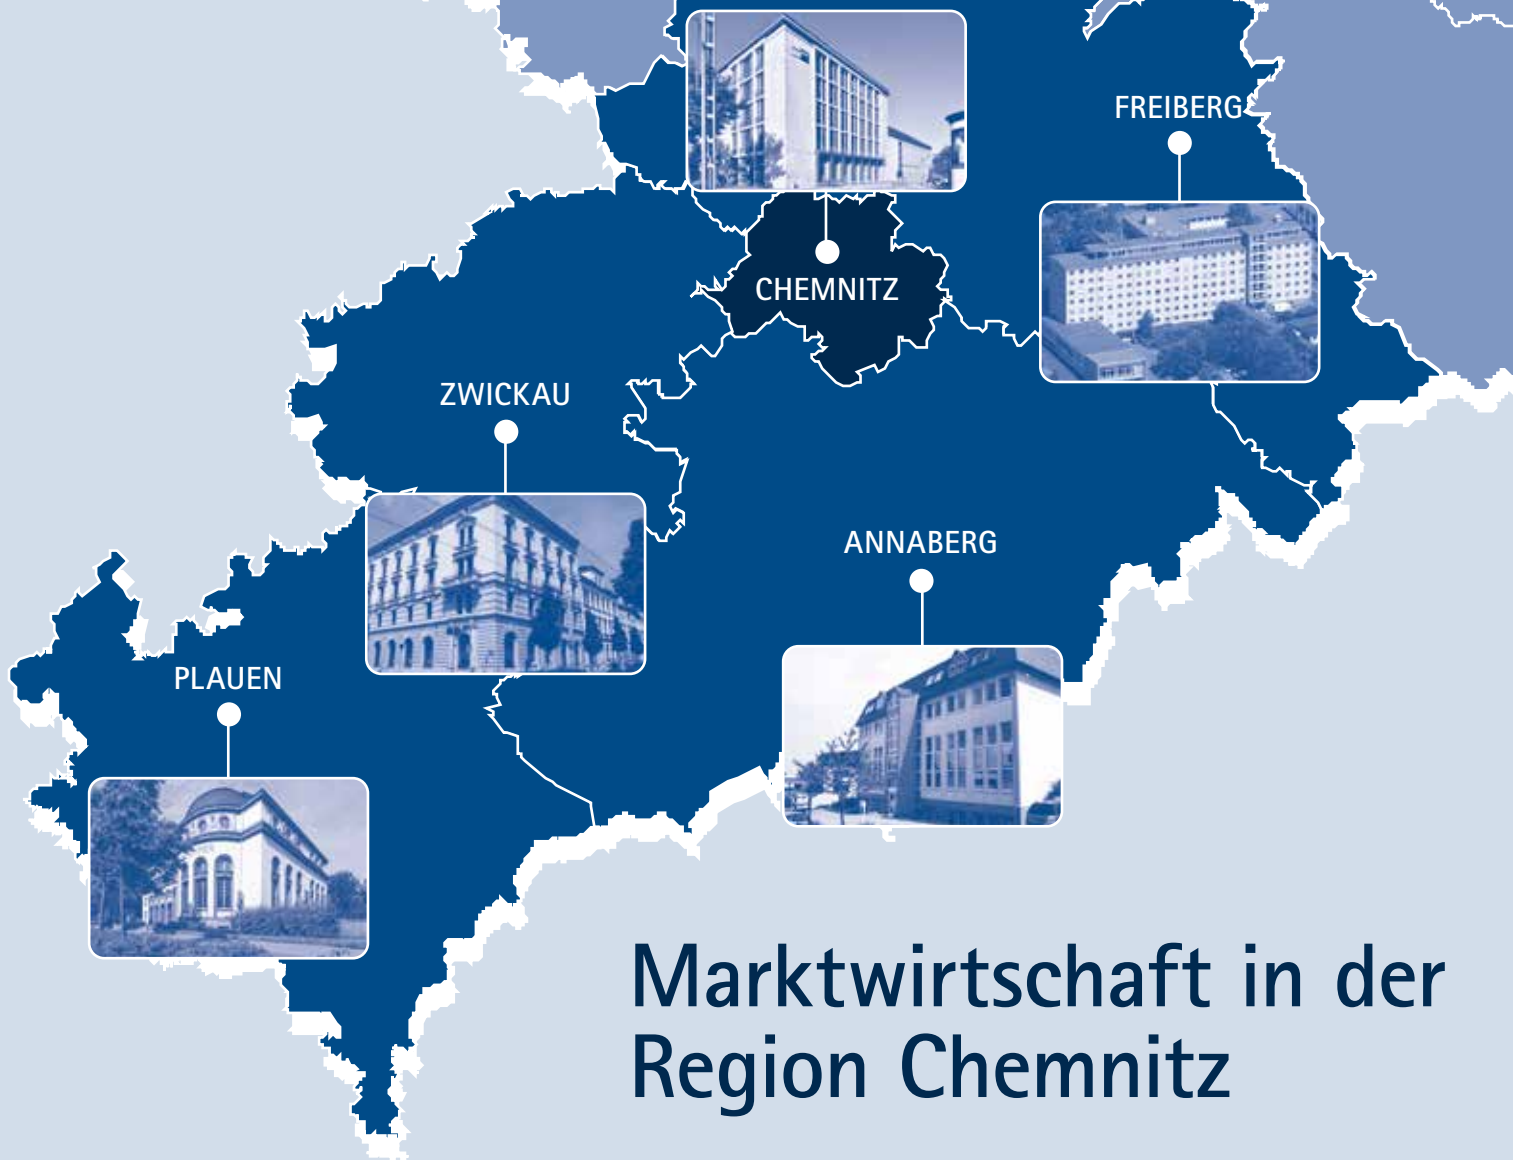 FREIBERG
CHEMNITZ
ZWICKAU
ANNABERG
PLAUEN
Marktwirtschaft in der
Region Chemnitz